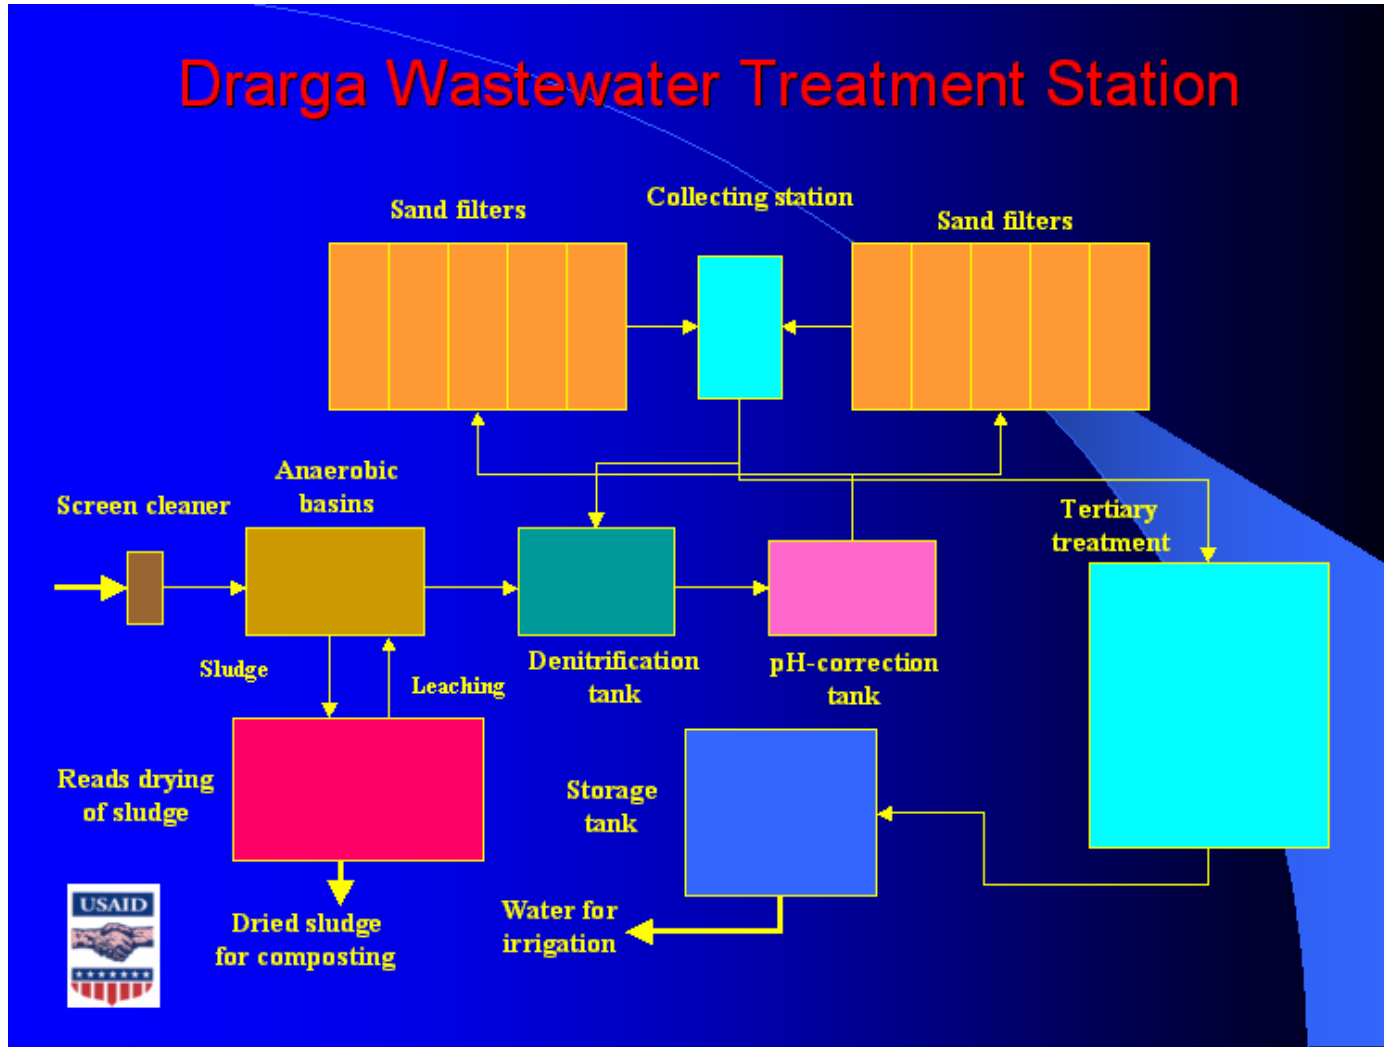 Drarga Wastewater Treatment Station
Sand filters
Collecting station
Sand filters
Screen cleaner
Anaerobic
basins
Tertiary
treatment
Sludge
Leaching
Denitrification
tank
pH-correction
tank
Reads drying
of sludge
Storage
tank
USAID
Dried sludge
for composting
Water for
irrigation